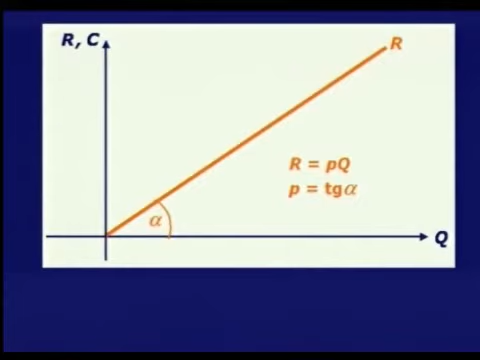 R, C
R
R = pQ
p = tgα
α
Q